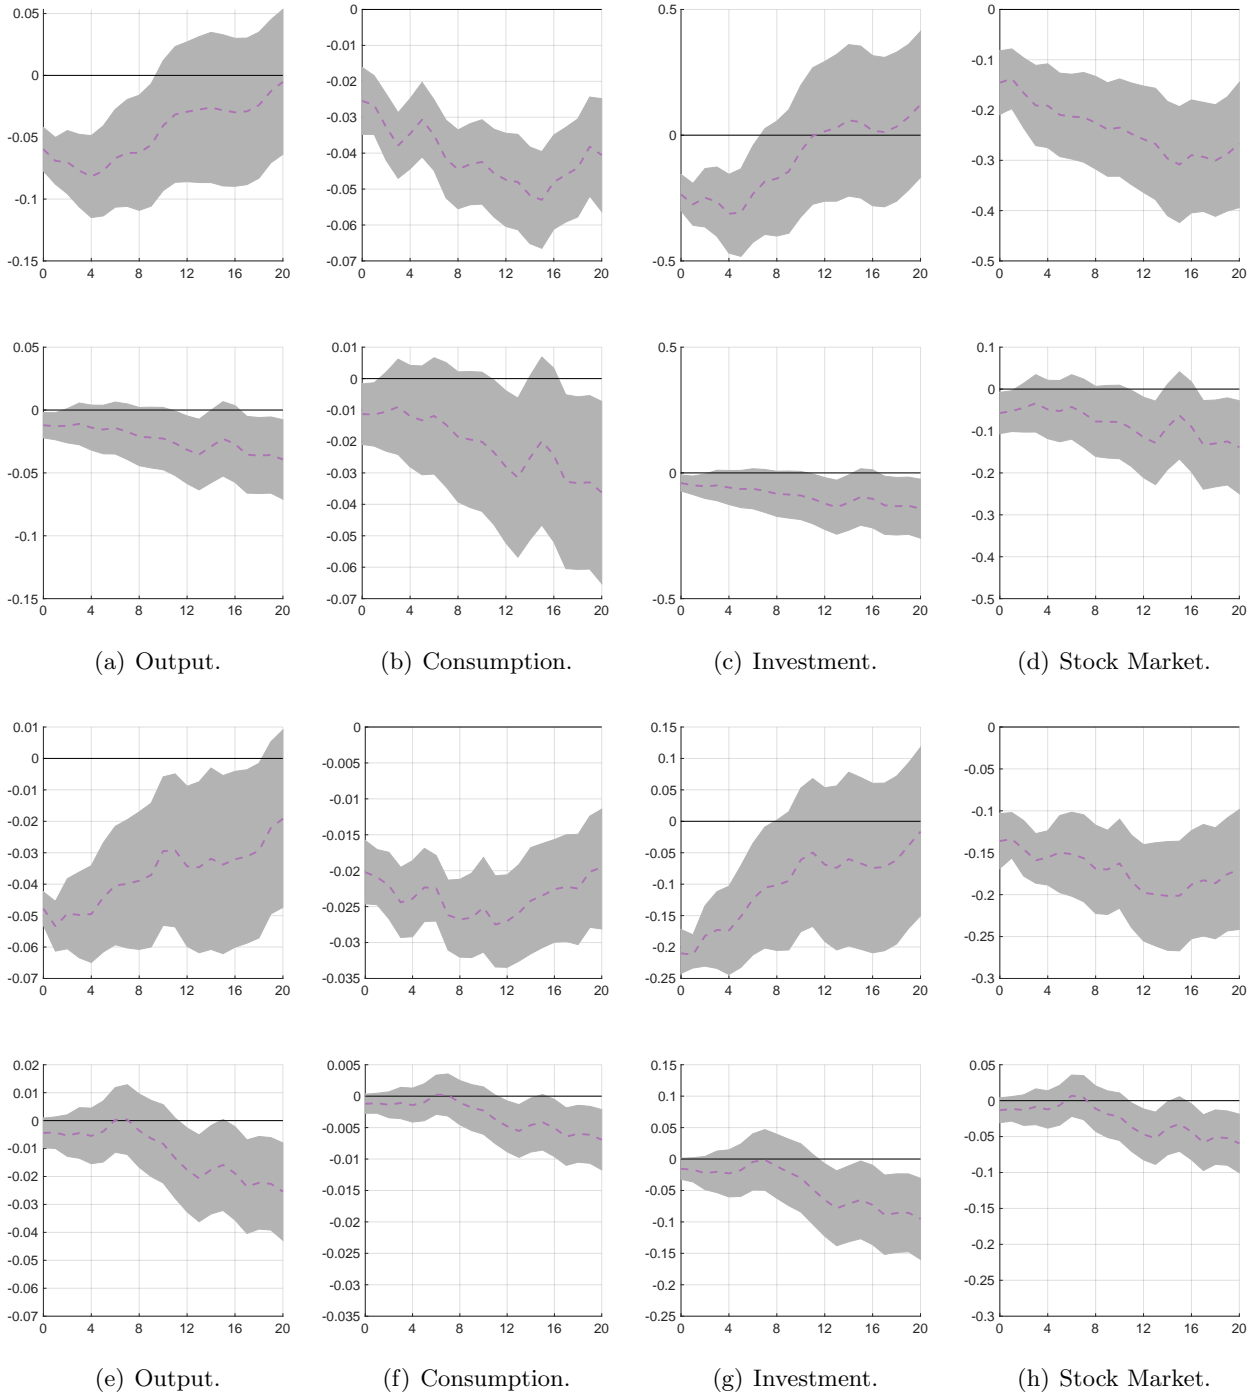 0.05 0 -0.05 -0.1 -0.15
0 4 8 12 16 20
0 -0.01 -0.02 -0.03 -0.04 -0.05 -0.06 -0.07
0 4 8 12 16 20
0.5 0 -0.5
0 4 8 12 16 20
0 -0.1 -0.2 -0.3 -0.4 -0.5
0 4 8 12 16 20
0.05 0 -0.05 -0.1 -0.15
0 4 8 12 16 20
0.01 0 -0.01 -0.02 -0.03 -0.04 -0.05 -0.06 -0.07
0 4 8 12 16 20
0.5 0 -0.5
0 4 8 12 16 20
0.1 0 -0.1 -0.2 -0.3 -0.4 -0.5
0 4 8 12 16 20
(a) Output.
(b) Consumption.
(c) Investment.
(d) Stock Market.
0.01 0 -0.01 -0.02 -0.03 -0.04 -0.05 -0.06 -0.07
0 4 8 12 16 20
0 -0.005 -0.01 -0.015 -0.02 -0.025 -0.03 -0.035
0 4 8 12 16 20
0.15 0.1 0.05 0 -0.05 -0.1 -0.15 -0.2 -0.25
0 4 8 12 16 20
0 -0.05 -0.1 -0.15 -0.2 -0.25 -0.3
0 4 8 12 16 20
0.02 0.01 0 -0.01 -0.02 -0.03 -0.04 -0.05 -0.06 -0.07
0 4 8 12 16 20
0.005 0 -0.005 -0.01 -0.015 -0.02 -0.025 -0.03 -0.035
0 4 8 12 16 20
0.15 0.1 0.05 0 -0.05 -0.1 -0.15 -0.2 -0.25
0 4 8 12 16 20
0.05 0 -0.05 -0.1 -0.15 -0.2 -0.25 -0.3
0 4 8 12 16 20
(e) Output.
(f) Consumption.
(g) Investment.
(h) Stock Market.